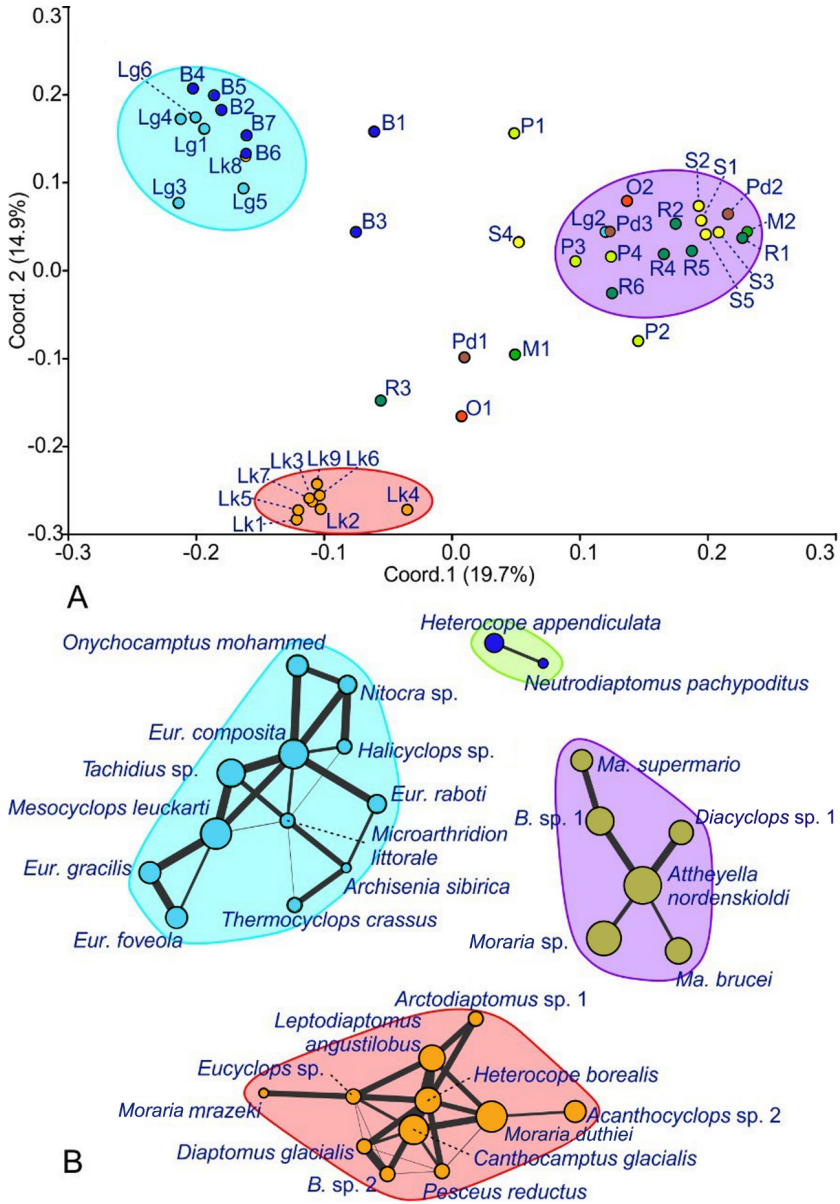 0.3
Lg6
B4
B5
0.2
B2
Lg4
B7
B1
P1
Lg1
B6
S2
S1
Lk8
0.1
O2
Pd2
Lg3
Lg5
Lg2
Pd3
R2
M2
B3
S4
P3
P4
R1
0.0
R4
R5
S3
R6
S5
Coord. 2 (14.9%)
P2
Pd1
M1
-0.1
R3
O1
-0.2
Lk3
Lk9
Lk6
Lk7
Lk5
Lk4
Lk1
Lk2
-0.3
-0.3
-0.2
-0.1
0.0
0.1
0.2
0.3
Coord.1 (19.7%)
A
Heterocope appendiculata
Onychocamptus mohammed
Neutrodiaptomus pachypoditus
Nitocra sp.
Eur. composita
Halicyclops sp.
Ma. supermario
Tachidius sp.
Eur. raboti
Mesocyclops leuckarti
B. sp. 1
Diacyclops sp. 1
Microarthridion
littorale
Eur. gracilis
Attheyella
nordenskioldi
Archisenia sibirica
Thermocyclops crassus
Eur. foveola
Moraria sp.
Ma. brucei
Arctodiaptomus sp. 1
Leptodiaptomus
angustilobus
Eucyclops sp.
Heterocope borealis
Moraria mrazeki
Acanthocyclops sp. 2
Moraria duthiei
Diaptomus glacialis
Canthocamptus glacialis
B. sp. 2
Pesceus reductus
B